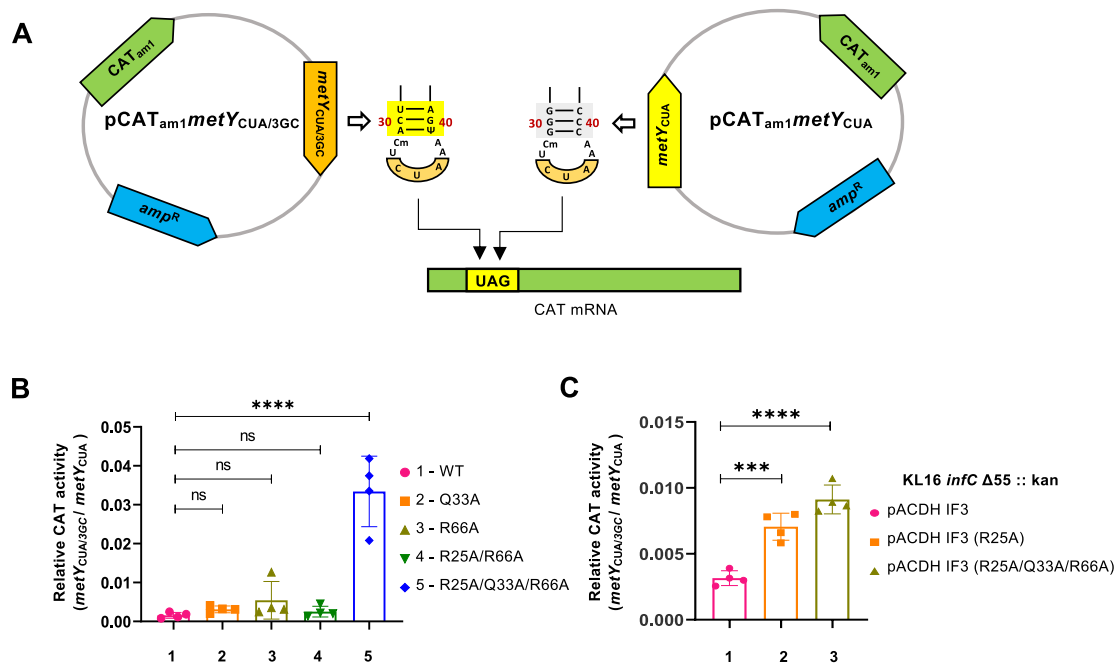 A
CATam1
metYCUA/3GC
pCATam1metYCUA/3GC
ampR
U A
C G
30 A Ψ 40
Cm A
U A
C U A
G C
G C
30 G C 40
Cm A
U A
C U A
CATam1
metYCUA
pCATam1metYCUA
ampR
UAG
CAT mRNA
B
Relative CAT activity
(metYCUA/3GC/ metYCUA)
0.05
0.04
0.03
0.02
0.01
0.00
****
ns
ns
ns
1 2 3 4 5
1 - WT
2 - Q33A
3 - R66A
4 - R25A/R66A
5 - R25A/Q33A/R66A
C
Relative CAT activity
(metYCUA/3GC/ metYCUA)
0.015
0.010
0.005
0.000
****
***
1 2 3
KL16 infC Δ55 :: kan
pACDH IF3
pACDH IF3 (R25A)
pACDH IF3 (R25A/Q33A/R66A)